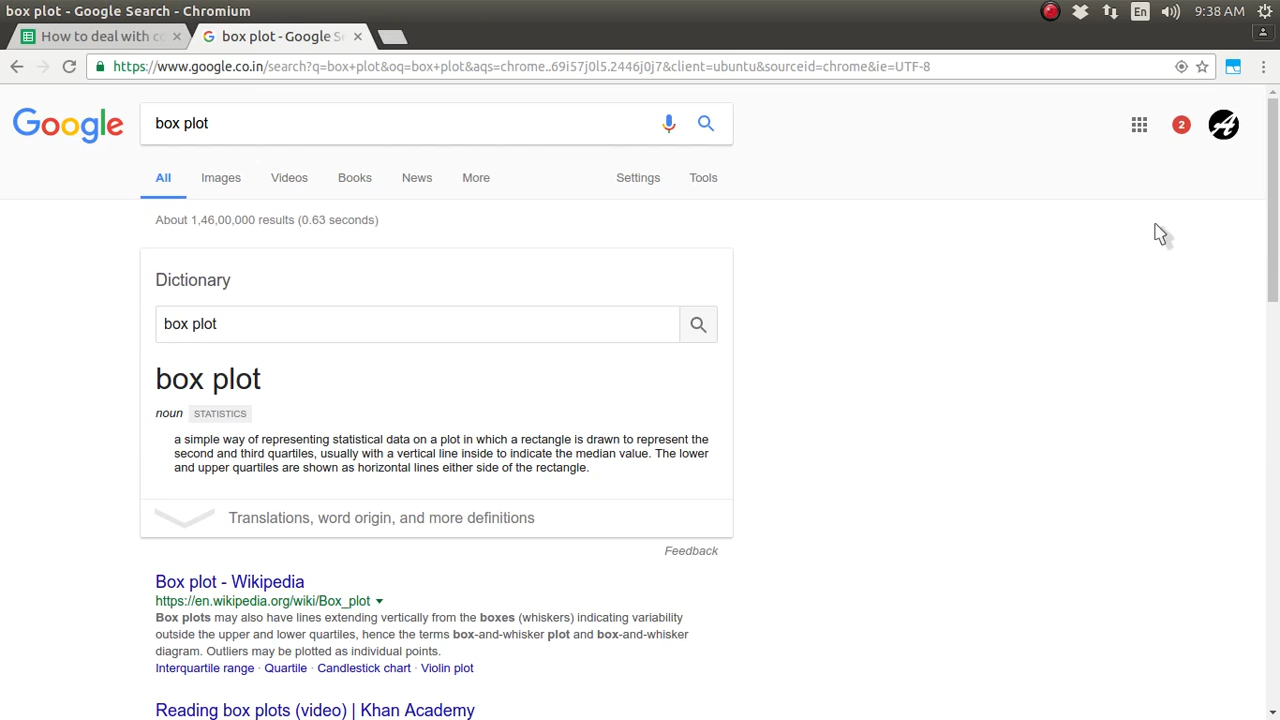 box plot - Google Search - Chromium
En 9:38 AM
How to deal with co
box plot - Google Se
https://www.google.co.in/search?q=box+plot&oq=box+plot&aqs=chrome..69i57j0l5.2446j0j7&client=ubuntu&sourceid=chrome&ie=UTF-8
Google box plot 2
All Images Videos Books News More Settings Tools
About 1,46,00,000 results (0.63 seconds)
Dictionary
box plot
box plot
noun STATISTICS
a simple way of representing statistical data on a plot in which a rectangle is drawn to represent the
second and third quartiles, usually with a vertical line inside to indicate the median value. The lower
and upper quartiles are shown as horizontal lines either side of the rectangle.
Translations, word origin, and more definitions
Feedback
Box plot - Wikipedia
https://en.wikipedia.org/wiki/Box_plot
Box plots may also have lines extending vertically from the boxes (whiskers) indicating variability
outside the upper and lower quartiles, hence the terms box-and-whisker plot and box-and-whisker
diagram. Outliers may be plotted as individual points.
Interquartile range · Quartile · Candlestick chart · Violin plot
Reading box plots (video) | Khan Academy